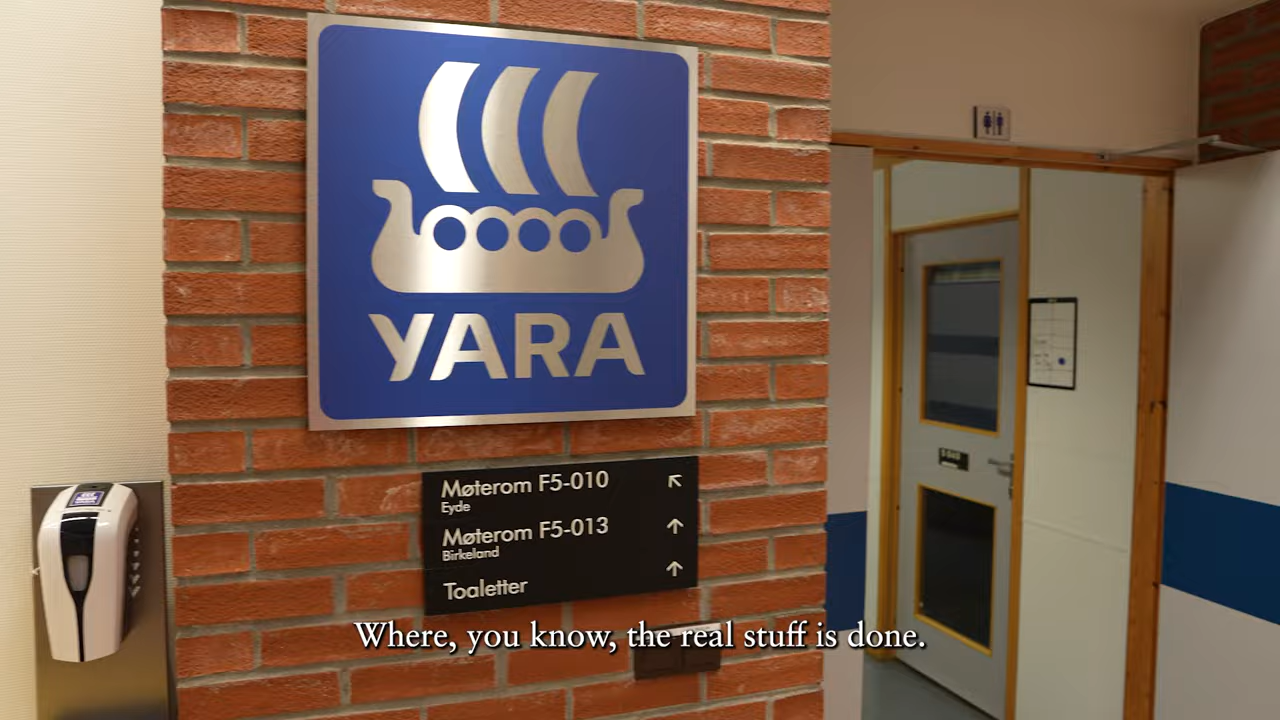 YARA
Møterom F5-010
Eyde
Møterom F5-013
Birkeland
Toaletter
Where, you know, the real stuff is done.